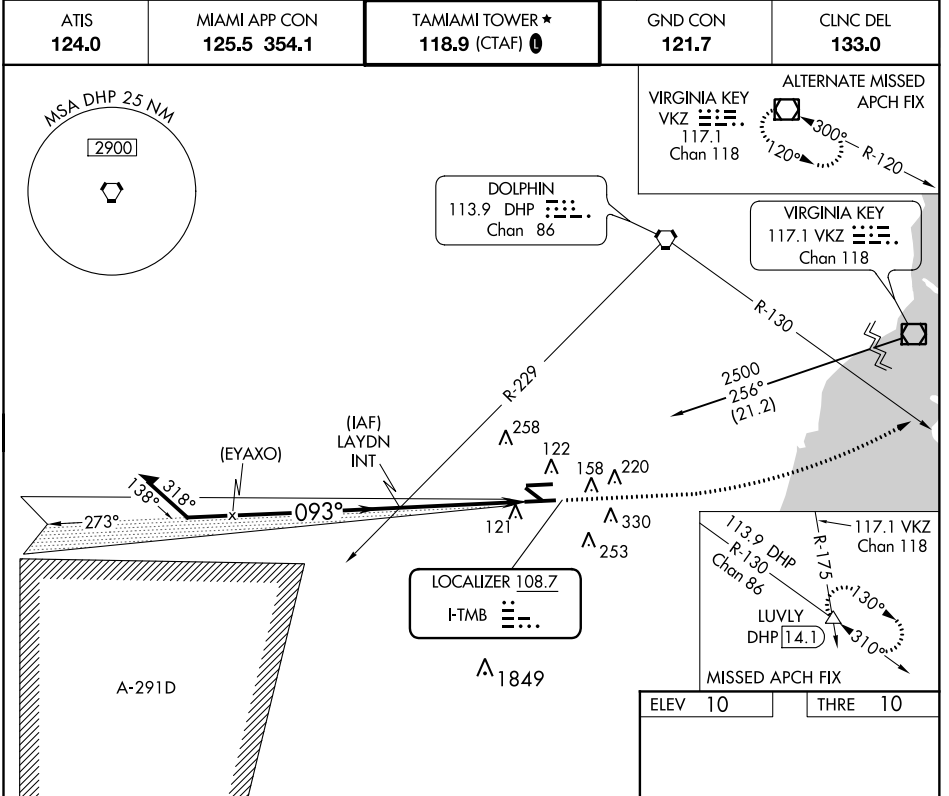 ATIS
124.0
MIAMI APP CON
125.5 354.1
TAMIAMI TOWER ★
118.9 (CTAF) L
GND CON
121.7
CLNC DEL
133.0
MSA DHP 25 NM
2900
ALTERNATE MISSED
APCH FIX
VIRGINIA KEY
VKZ
117.1
Chan 118
300°
120°
R-120
DOLPHIN
113.9 DHP
Chan 86
VIRGINIA KEY
117.1 VKZ
Chan 118
R-130
R-229
2500
256°
(21.2)
(IAF)
LAYDN
INT
(EYAXO)
258
122
158
220
318°
138°
273°
093°
x
121
330
253
LOCALIZER 108.7
I-TMB
1849
A-291D
113.9 DHP
R-130
Chan 86
117.1 VKZ
Chan 118
R-175
130°
310°
LUVLY
DHP 14.1
MISSED APCH FIX
ELEV 10
THRE 10